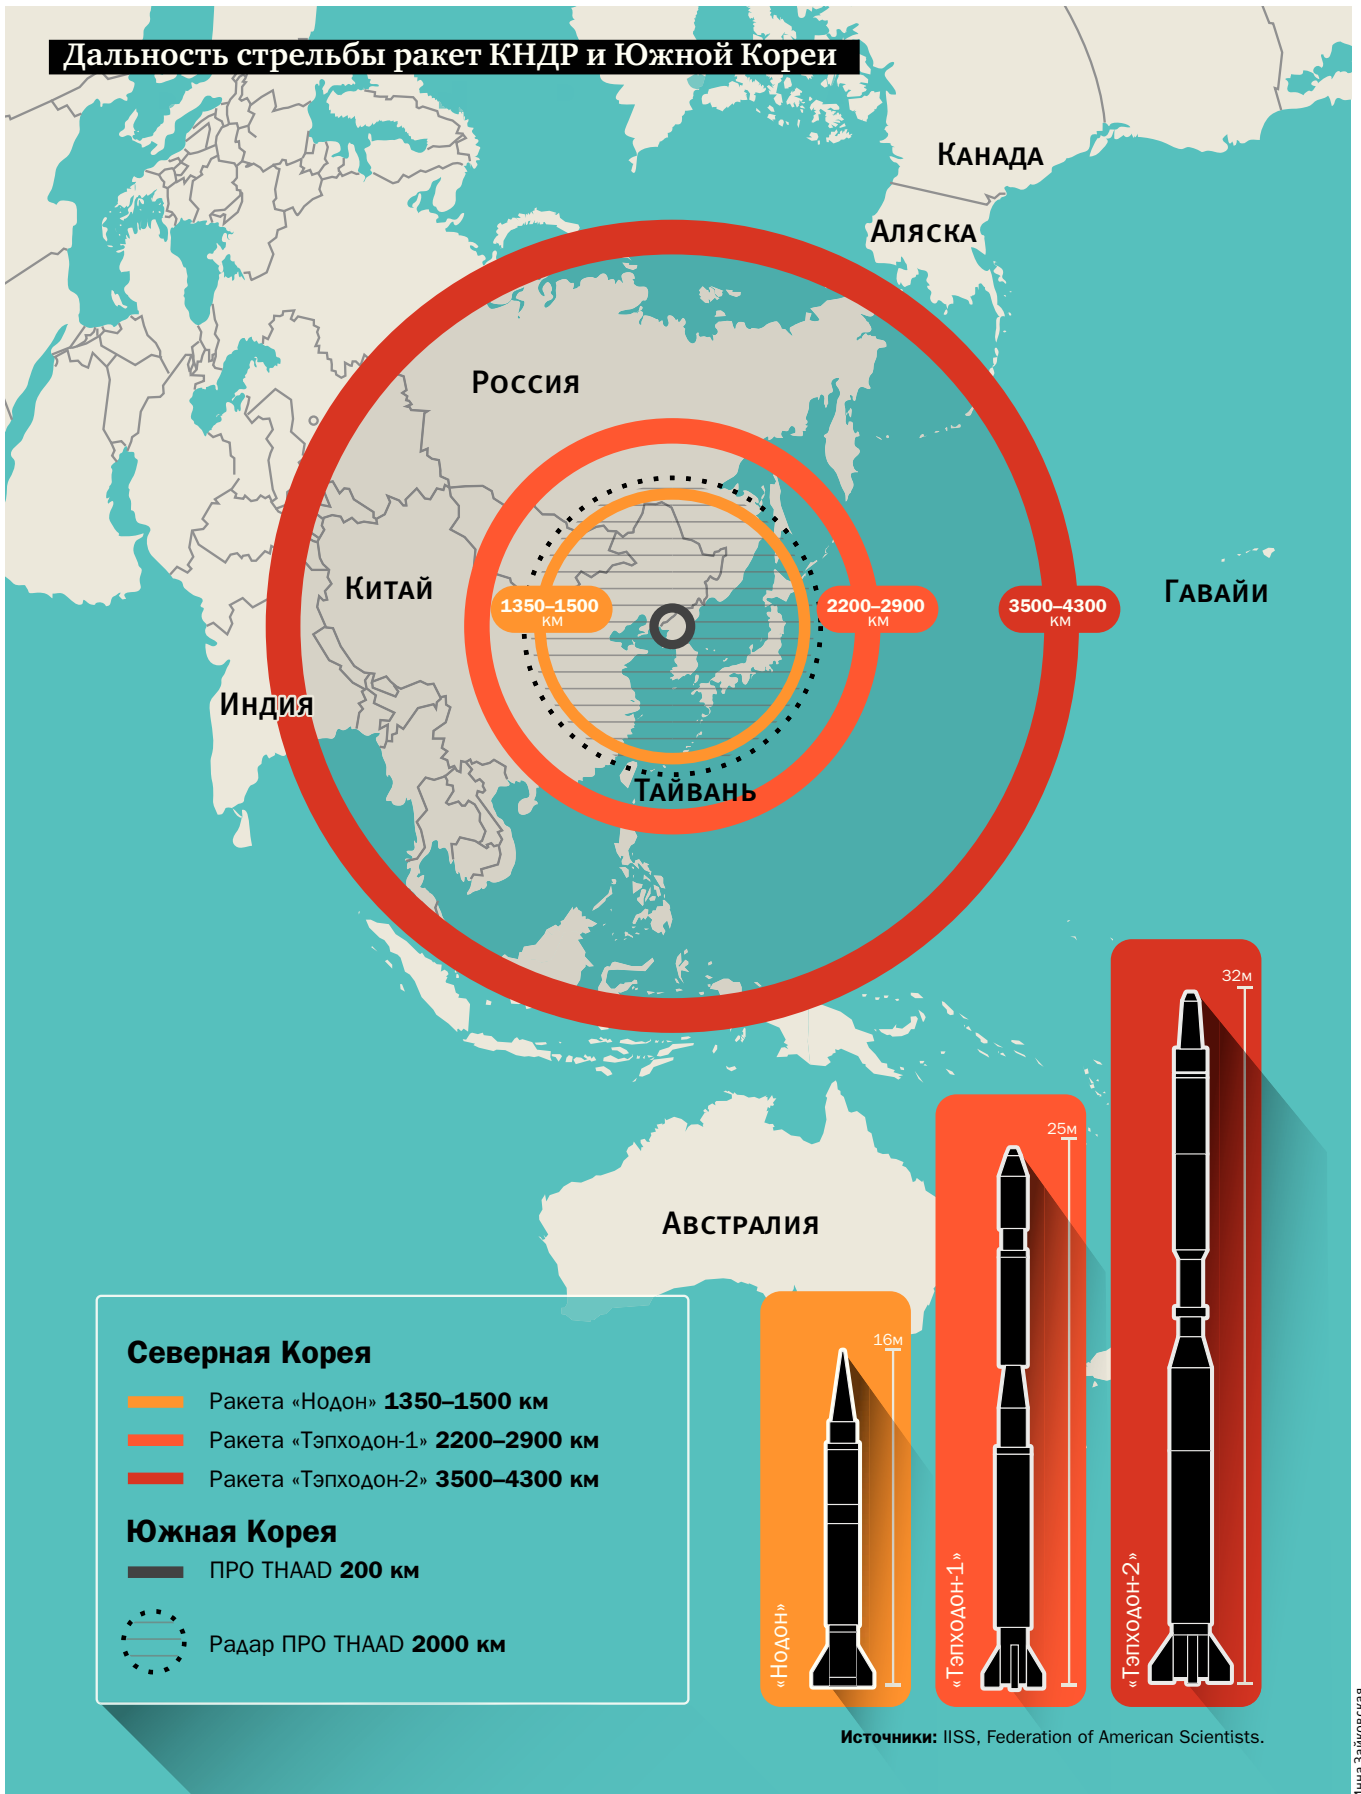 Дальность стрельбы ракет КНДР и Южной Кореи
Канада
Аляска
Россия
Китай
1350–1500
км
2200–2900
км
3500–4300
км
Гавайи
Индия
Тайвань
Австралия
32м
25м
16м
Северная Корея
Ракета «Нодон» 1350–1500 км
Ракета «Тэпходон-1» 2200–2900 км
Ракета «Тэпходон-2» 3500–4300 км
Южная Корея
ПРО THAAD 200 км
Радар ПРО THAAD 2000 км
«Нодон»
«Тэпходон-1»
«Тэпходон-2»
Источники: IISS, Federation of American Scientists.
Инна Зайковская